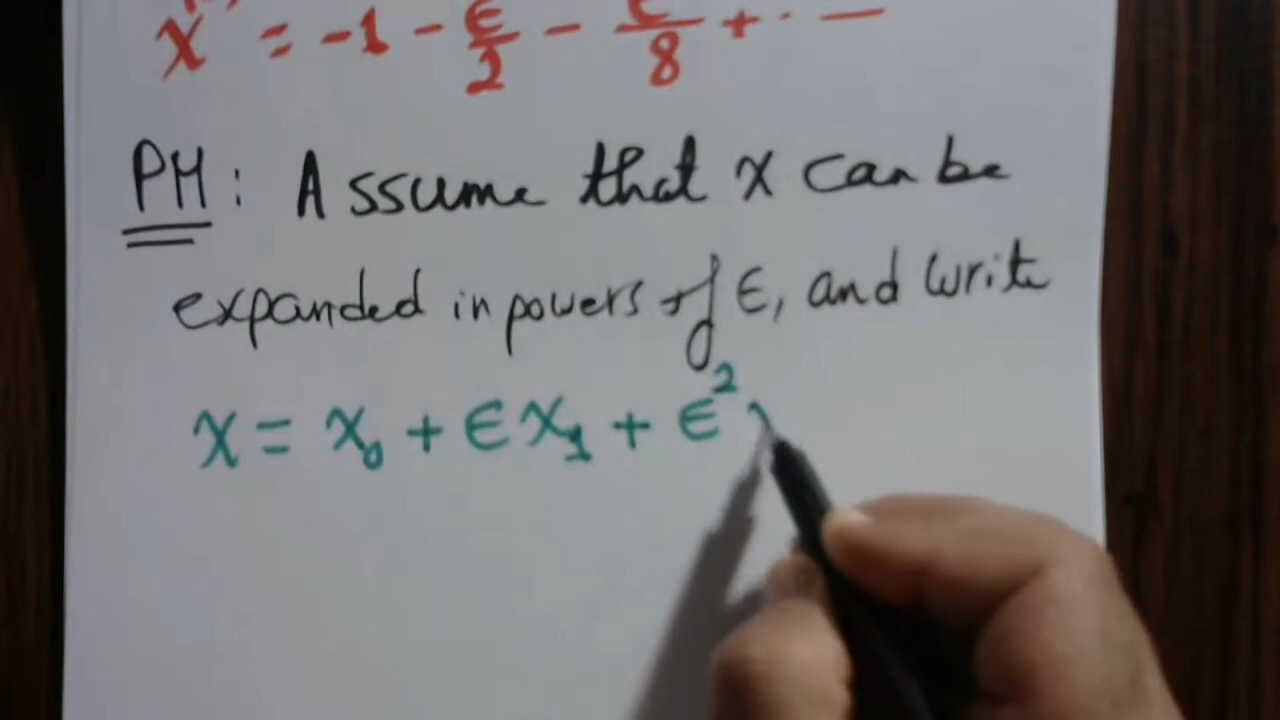 x = -1 - ε/2 - ε/8 + . —
PM: Assume that x can be
expanded in powers of ε, and write
x = x₀ + εx₁ + ε²